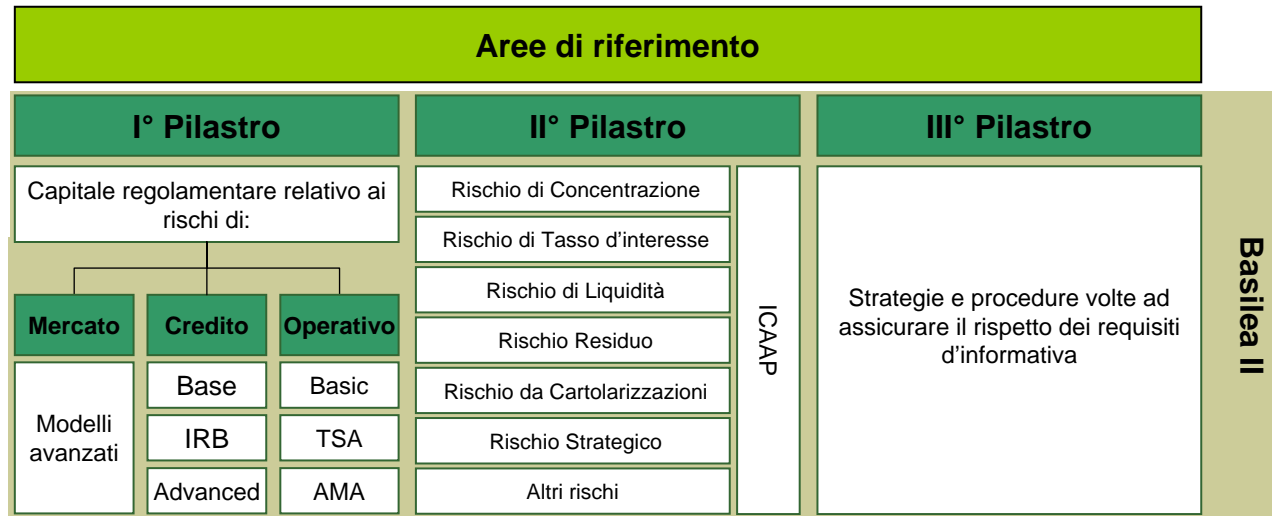 Aree di riferimento
I° Pilastro
Capitale regolamentare relativo ai
rischi di:
Mercato
Credito
Operativo
Modelli
avanzati
Base
IRB
Advanced
Basic
TSA
AMA
II° Pilastro
Rischio di Concentrazione
Rischio di Tasso d'interesse
Rischio di Liquidità
Rischio Residuo
Rischio da Cartolarizzazioni
Rischio Strategico
Altri rischi
ICAAP
III° Pilastro
Strategie e procedure volte ad
assicurare il rispetto dei requisiti
d'informativa
Basilea II